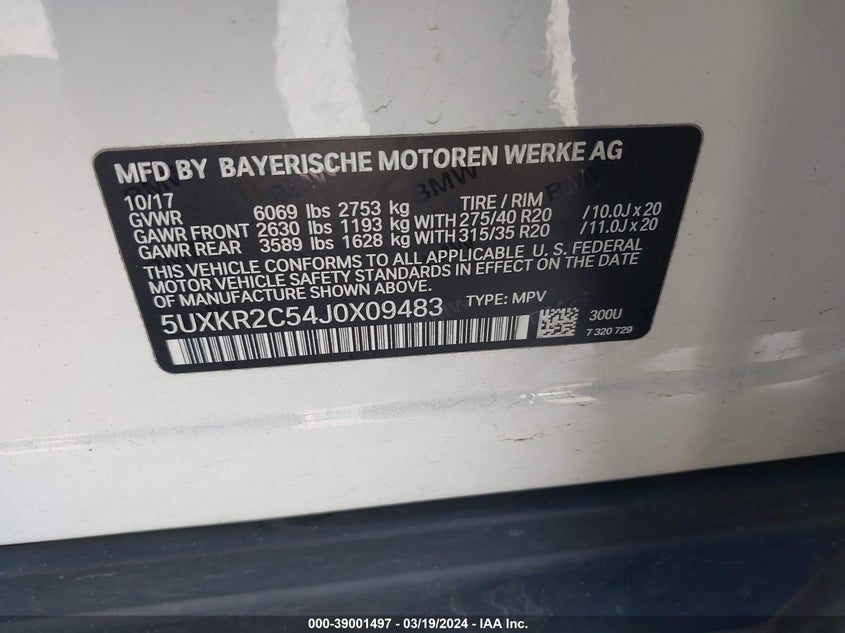 MFD BY BAYERISCHE MOTOREN WERKE AG
10/17 TIRE / RIM
GVWR 6069 lbs 2753 kg
GAWR FRONT 2630 lbs 1193 kg WITH 275/40 R20 /10.0J x 20
GAWR REAR 3589 lbs 1628 kg WITH 315/35 R20 /11.0J x 20
THIS VEHICLE CONFORMS TO ALL APPLICABLE U. S. FEDERAL
MOTOR VEHICLE SAFETY STANDARDS IN EFFECT ON THE DATE
OF MANUFACTURE SHOWN ABOVE.
5UXKR2C54J0X09483 TYPE: MPV 300U
7 320 729
BMW
000-39001497 - 03/19/2024 - IAA Inc.